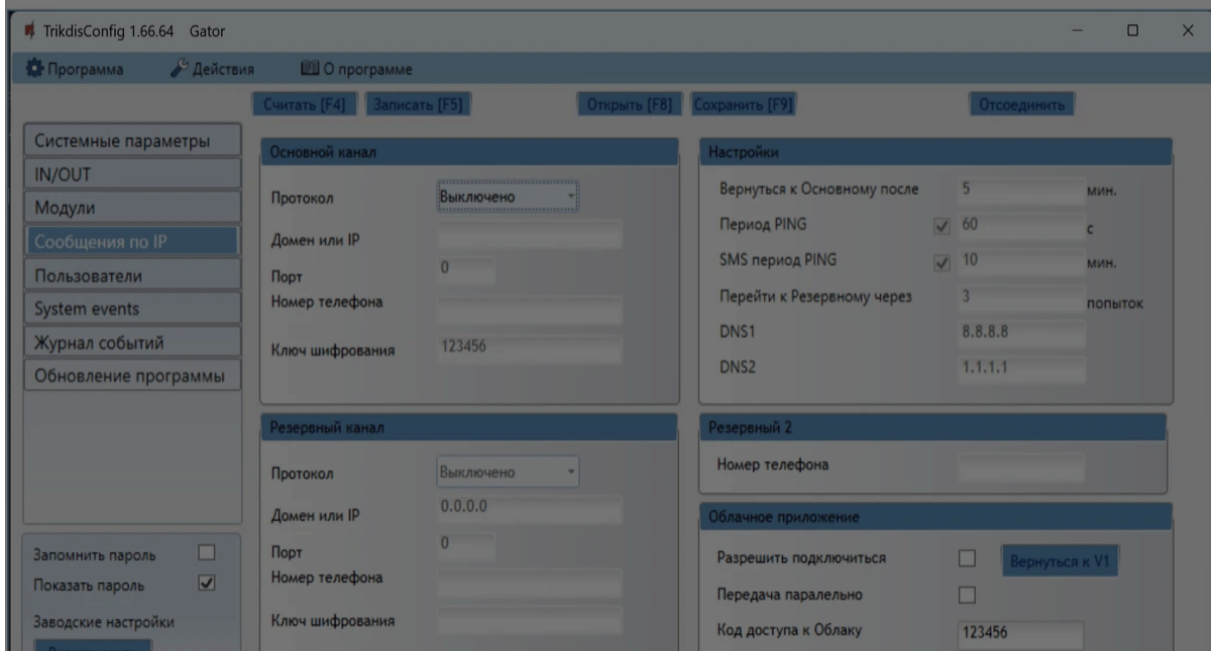 TrikdisConfig 1.66.64 Gator
Программа Действия О программе
Считать [F4] Записать [F5] Открыть [F8] Сохранить [F9] Отсоединить
Системные параметры
IN/OUT
Модули
Сообщения по IP
Пользователи
System events
Журнал событий
Обновление программы
Запомнить пароль
Показать пароль
Заводские настройки
Основной канал
Протокол Выключено
Домен или IP
Порт 0
Номер телефона
Ключ шифрования 123456
Резервный канал
Протокол Выключено
Домен или IP 0.0.0.0
Порт 0
Номер телефона
Ключ шифрования
Настройки
Вернуться к Основному после 5 мин.
Период PING 60 с
SMS период PING 10 мин.
Перейти к Резервному через 3 попыток
DNS1 8.8.8.8
DNS2 1.1.1.1
Резервный 2
Номер телефона
Облачное приложение
Разрешить подключиться Вернуться к V1
Передача паралельно
Код доступа к Облаку 123456